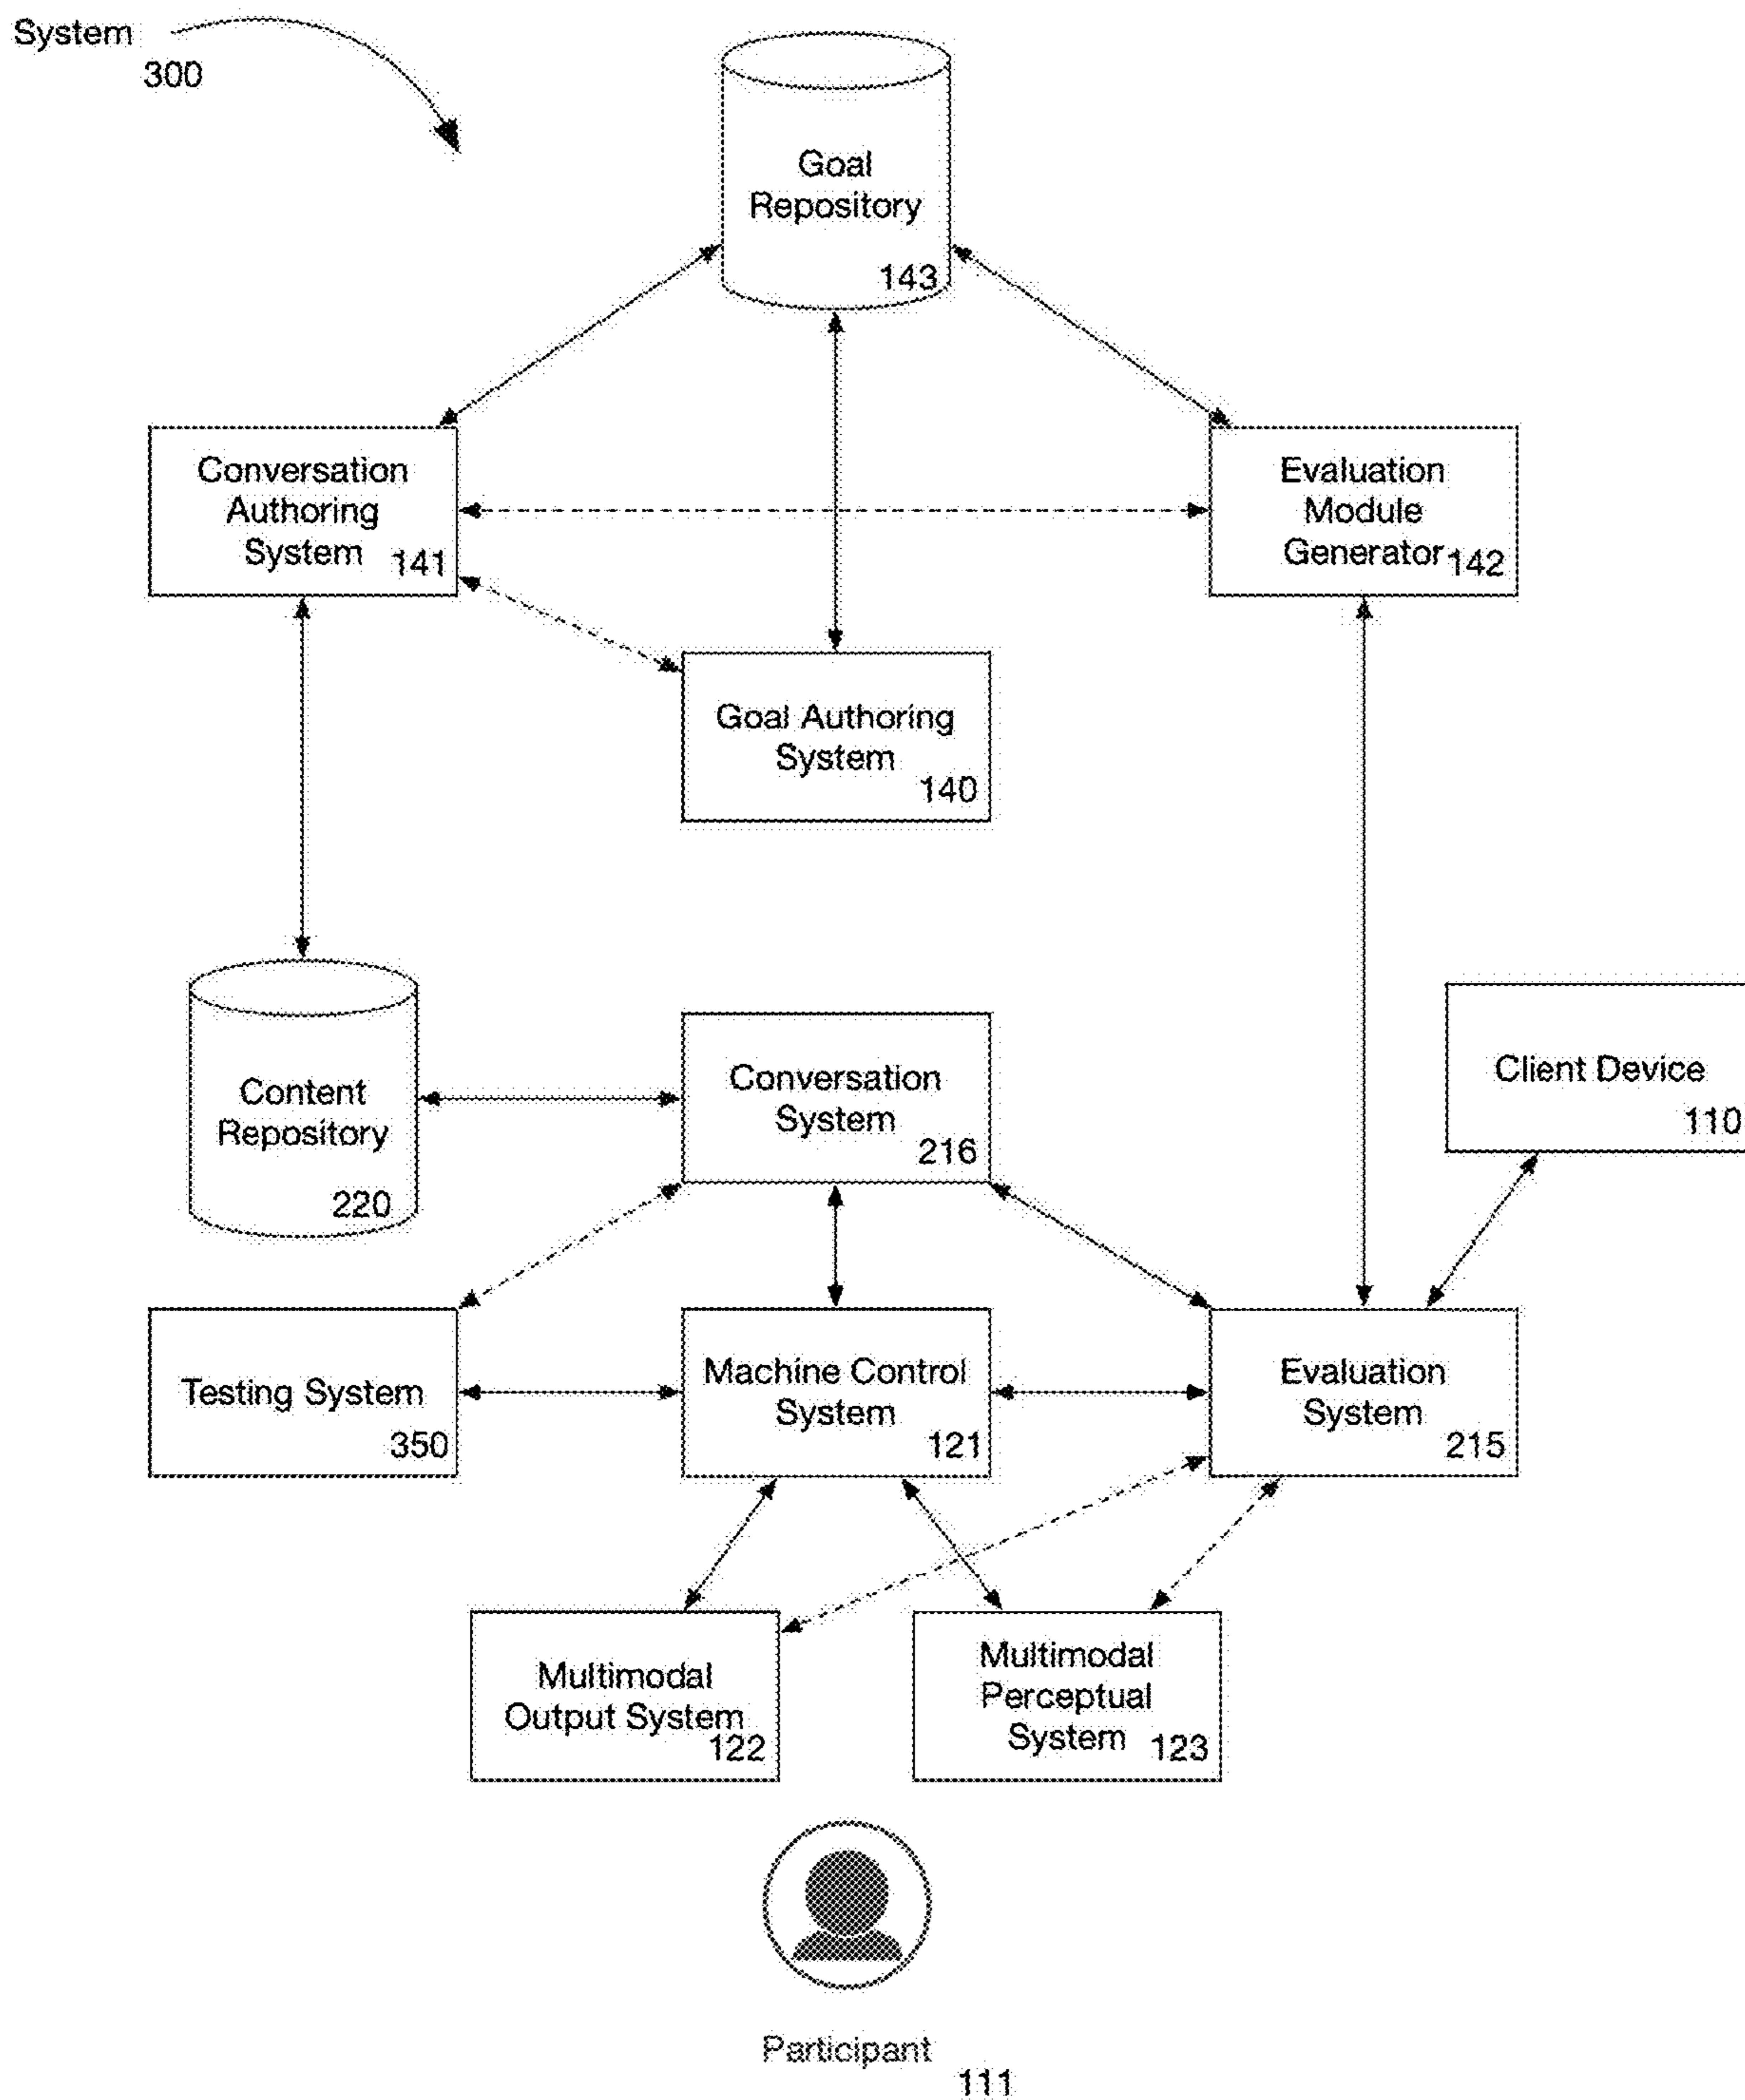 System
300
Goal
Repository
143
Conversation
Authoring
System
141
Evaluation
Module
Generator
142
Goal Authoring
System
140
Content
Repository
220
Conversation
System
216
Client Device
110
Testing System
350
Machine Control
System
121
Evaluation
System
215
Multimodal
Output System
122
Multimodal
Perceptual
System
123
Participant
111